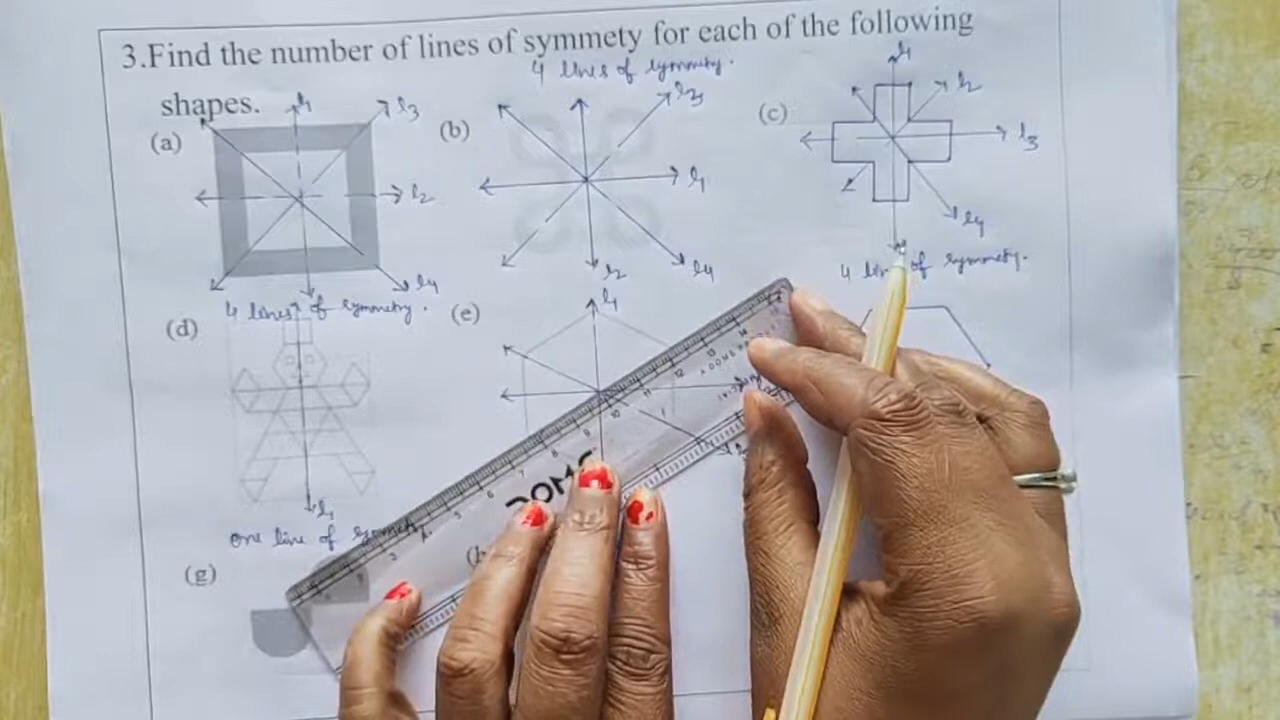 3.Find the number of lines of symmety for each of the following
4 lines of symmetry.
shapes.
(a)
l1
l3
l2
l4
4 lines of symmetry.
(b)
l3
l1
l2
l4
(c)
l1
l2
l3
l4
4 lines of symmetry.
(d)
l1
one line of symmetry
(e)
l1
DOMS
(g)